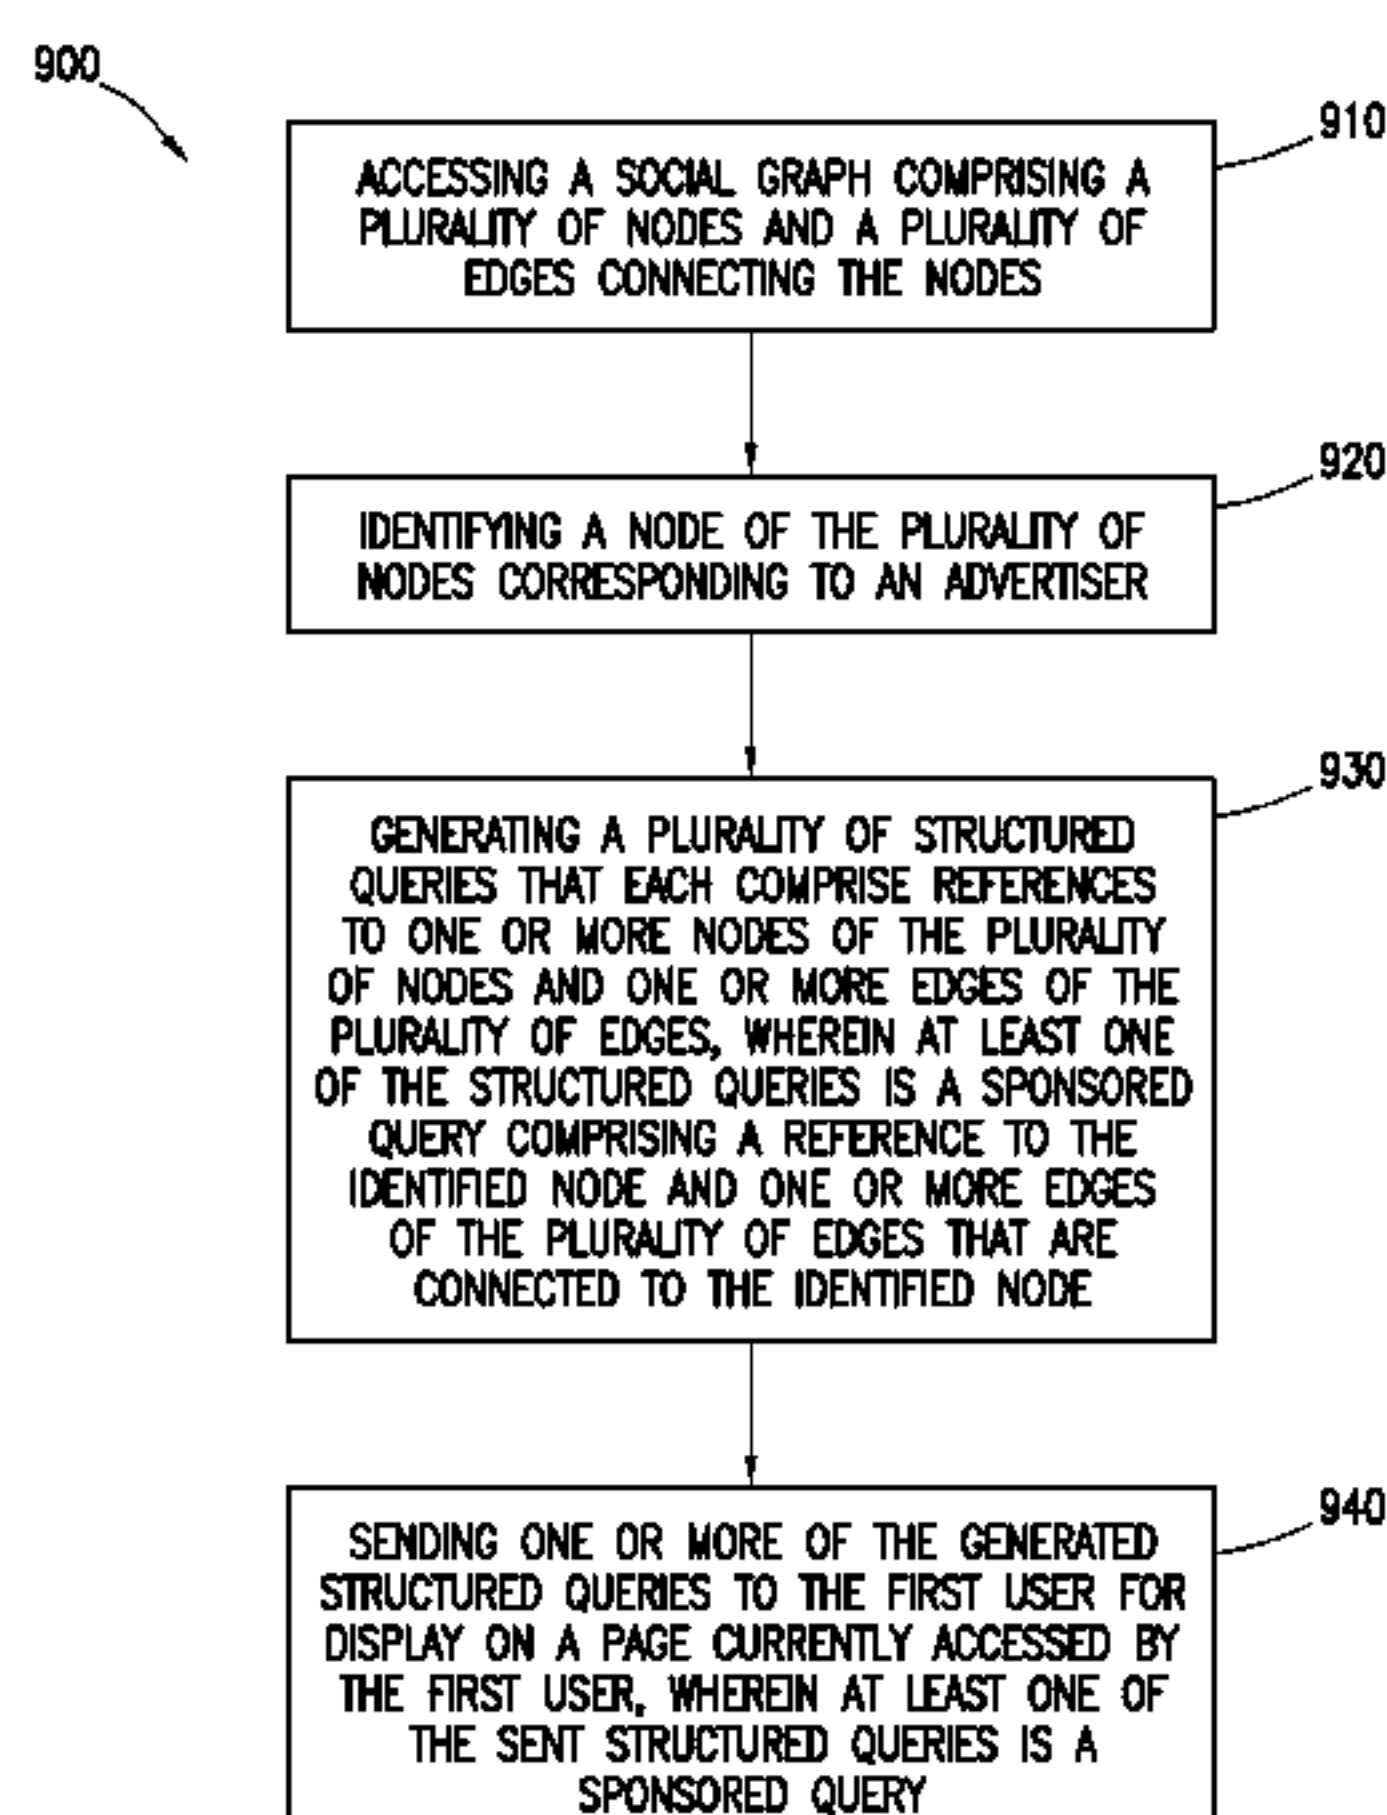 900
910
ACCESSING A SOCIAL GRAPH COMPRISING A
PLURALITY OF NODES AND A PLURALITY OF
EDGES CONNECTING THE NODES
920
IDENTIFYING A NODE OF THE PLURALITY OF
NODES CORRESPONDING TO AN ADVERTISER
930
GENERATING A PLURALITY OF STRUCTURED
QUERIES THAT EACH COMPRISE REFERENCES
TO ONE OR MORE NODES OF THE PLURALITY
OF NODES AND ONE OR MORE EDGES OF THE
PLURALITY OF EDGES, WHEREIN AT LEAST ONE
OF THE STRUCTURED QUERIES IS A SPONSORED
QUERY COMPRISING A REFERENCE TO THE
IDENTIFIED NODE AND ONE OR MORE EDGES
OF THE PLURALITY OF EDGES THAT ARE
CONNECTED TO THE IDENTIFIED NODE
940
SENDING ONE OR MORE OF THE GENERATED
STRUCTURED QUERIES TO THE FIRST USER FOR
DISPLAY ON A PAGE CURRENTLY ACCESSED BY
THE FIRST USER, WHEREIN AT LEAST ONE OF
THE SENT STRUCTURED QUERIES IS A
SPONSORED QUERY